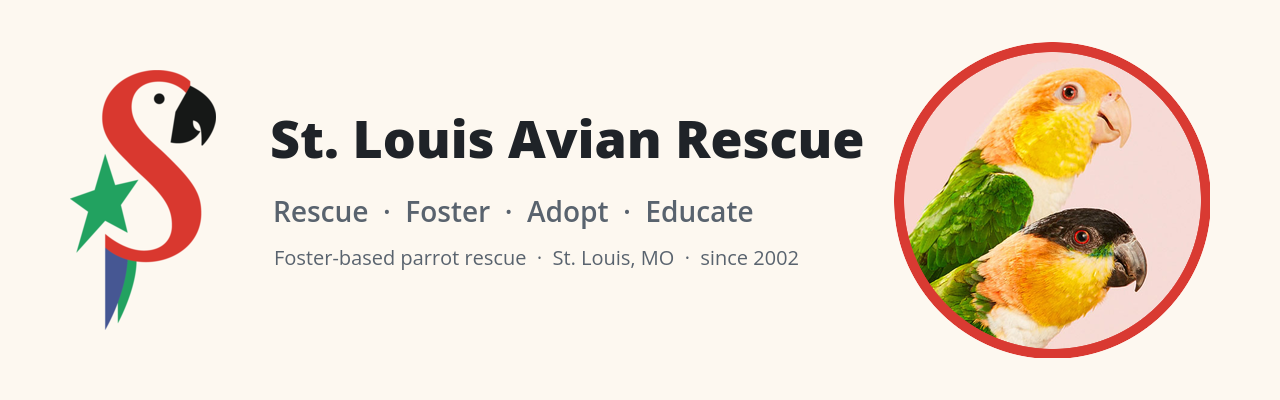 St. Louis Avian Rescue
Rescue · Foster · Adopt · Educate
Foster-based parrot rescue · St. Louis, MO · since 2002